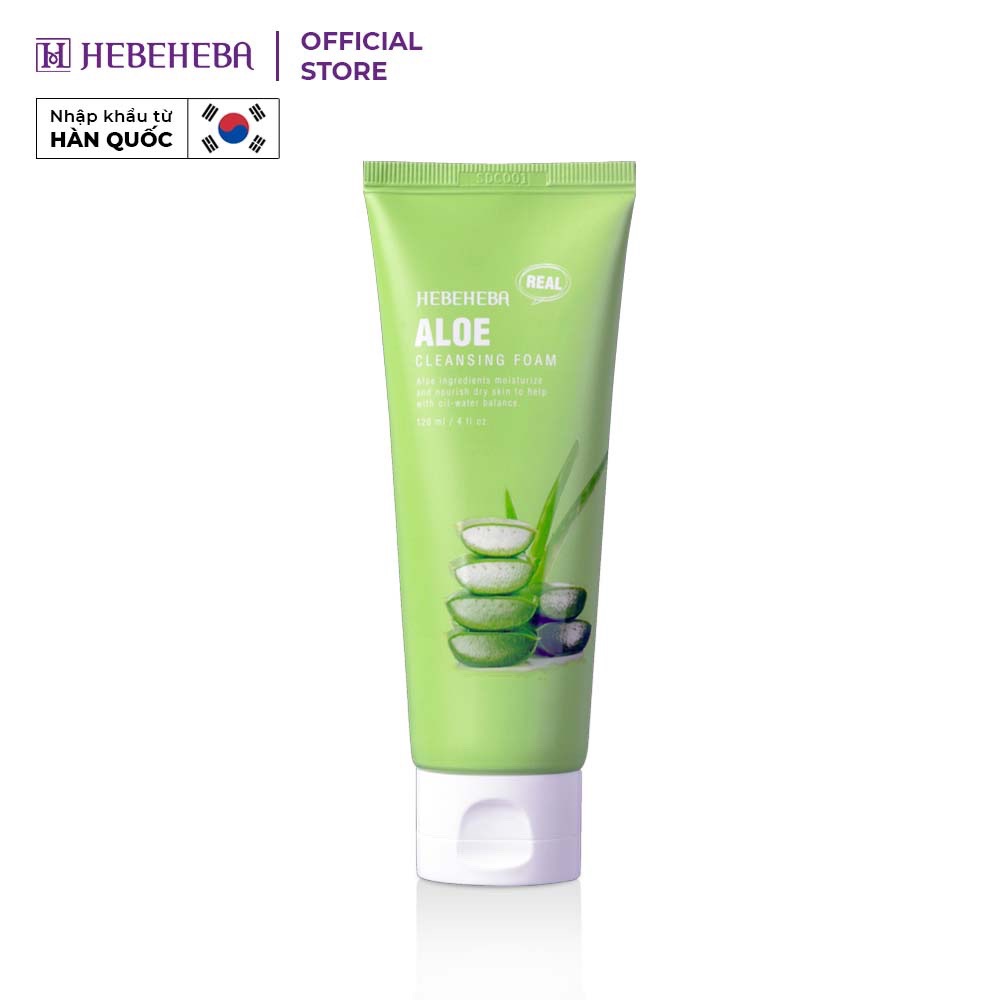 HEBEHEBA
OFFICIAL
STORE
Nhập khẩu từ
HÀN QUỐC
SDC001
REAL
HEBEHEBA
ALOE
CLEANSING FOAM
Aloe ingredients moisturize
and nourish dry skin to help
with oil-water balance.
120 ml / 4 fl oz